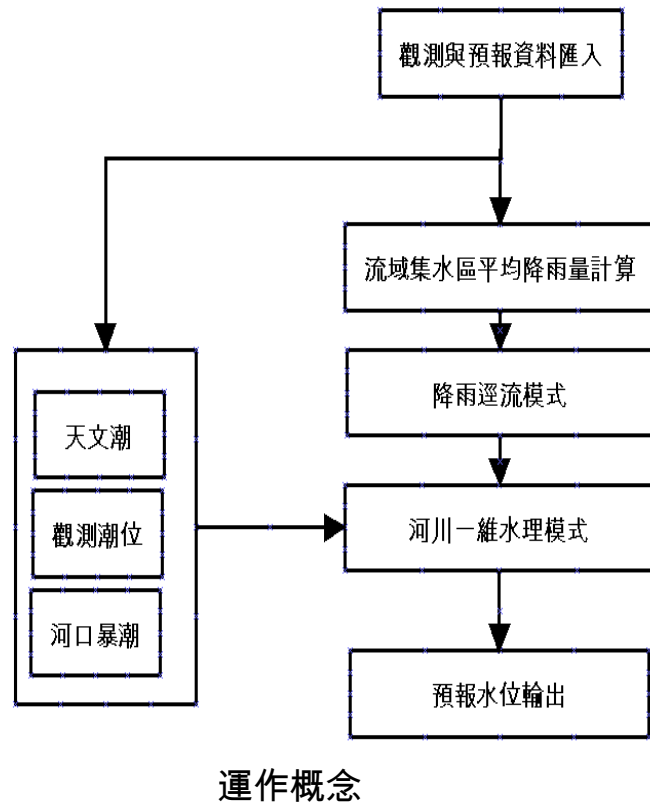 觀測與預報資料匯入
流域集水區平均降雨量計算
降雨逕流模式
天文潮
觀測潮位
河川一維水理模式
河口暴潮
預報水位輸出
運作概念